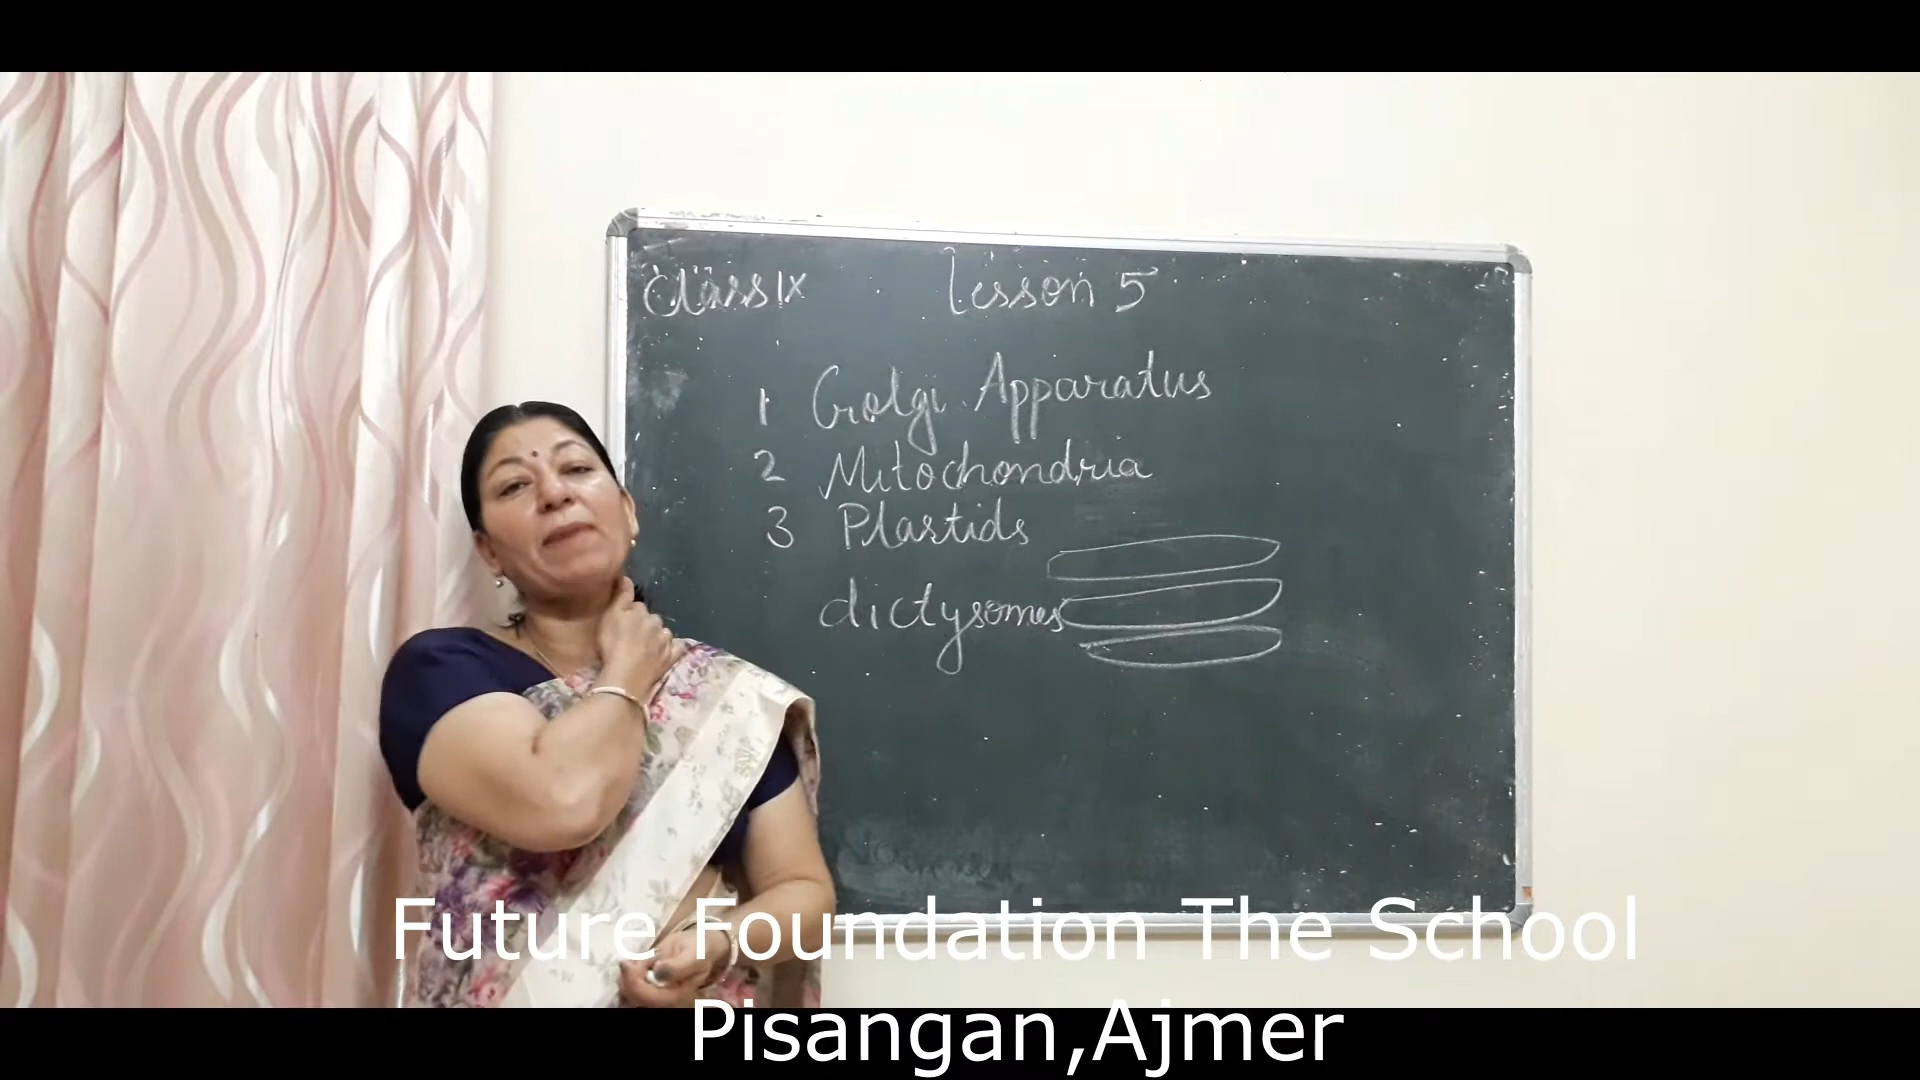 Class IX Lesson 5
1 Golgi Apparatus
2 Mitochondria
3 Plastids
dictysomes
Future Foundation The School
Pisangan,Ajmer